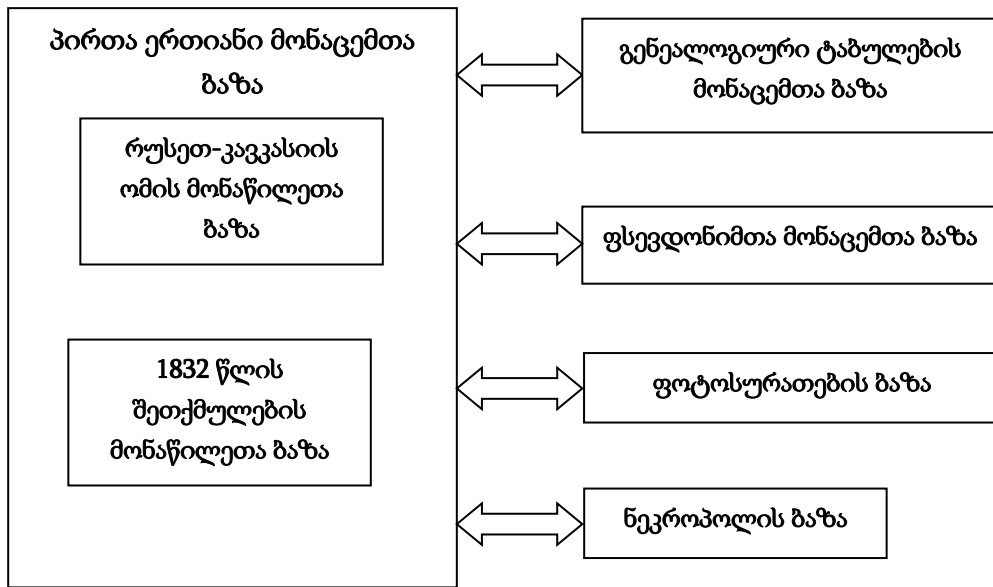 პირთა ერთიანი მონაცემთა
ბაზა
რუსეთ-კავკასიის
ომის მონაწილეთა
ბაზა
1832 წლის
შეთქმულების
მონაწილეთა ბაზა
გენეალოგიური ტაბულების
მონაცემთა ბაზა
ფსევდონიმთა მონაცემთა ბაზა
ფოტოსურათების ბაზა
ნეკროპოლის ბაზა